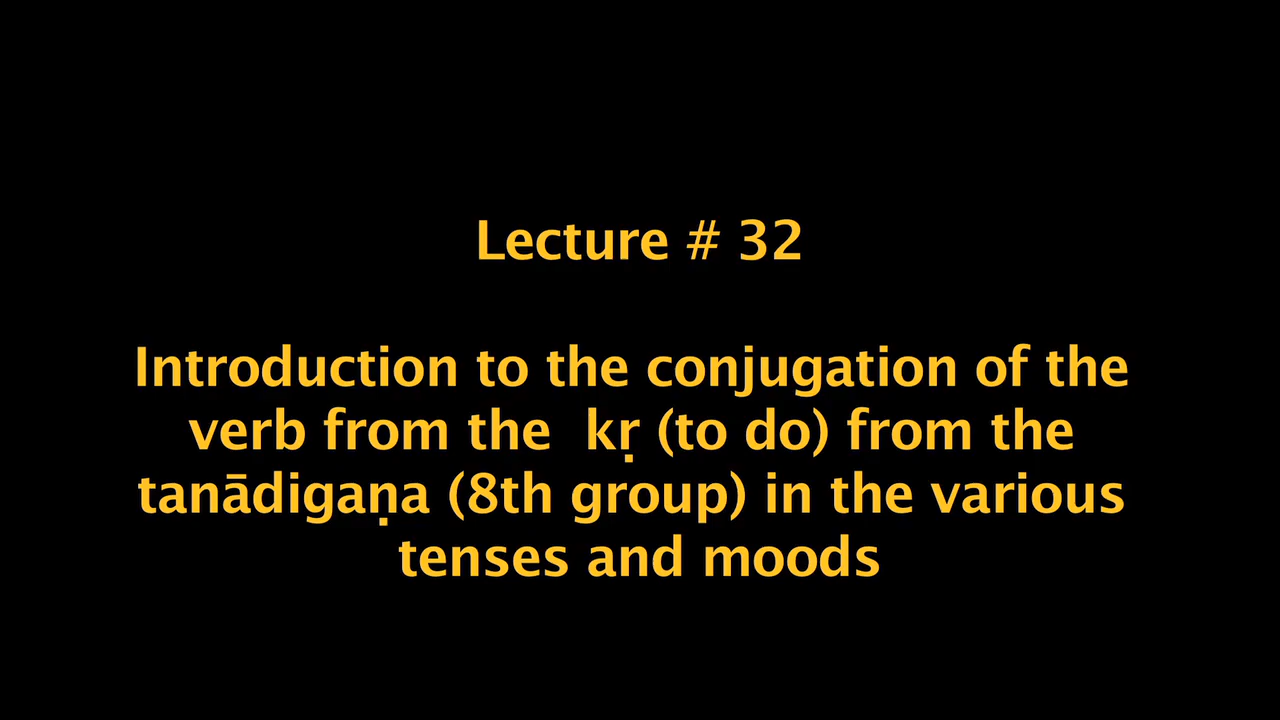 Lecture # 32
Introduction to the conjugation of the
verb from the  kṛ (to do) from the
tanādigaṇa (8th group) in the various
tenses and moods